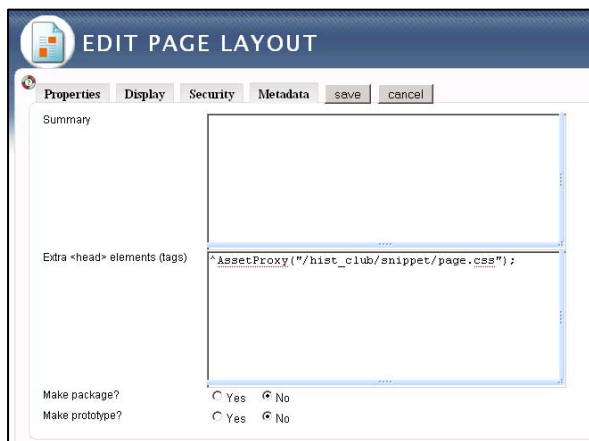 EDIT PAGE LAYOUT
Properties Display Security Metadata save cancel
Summary
Extra <head> elements (tags)
^AssetProxy("/hist_club/snippet/page.css");
Make package? Yes No
Make prototype? Yes No